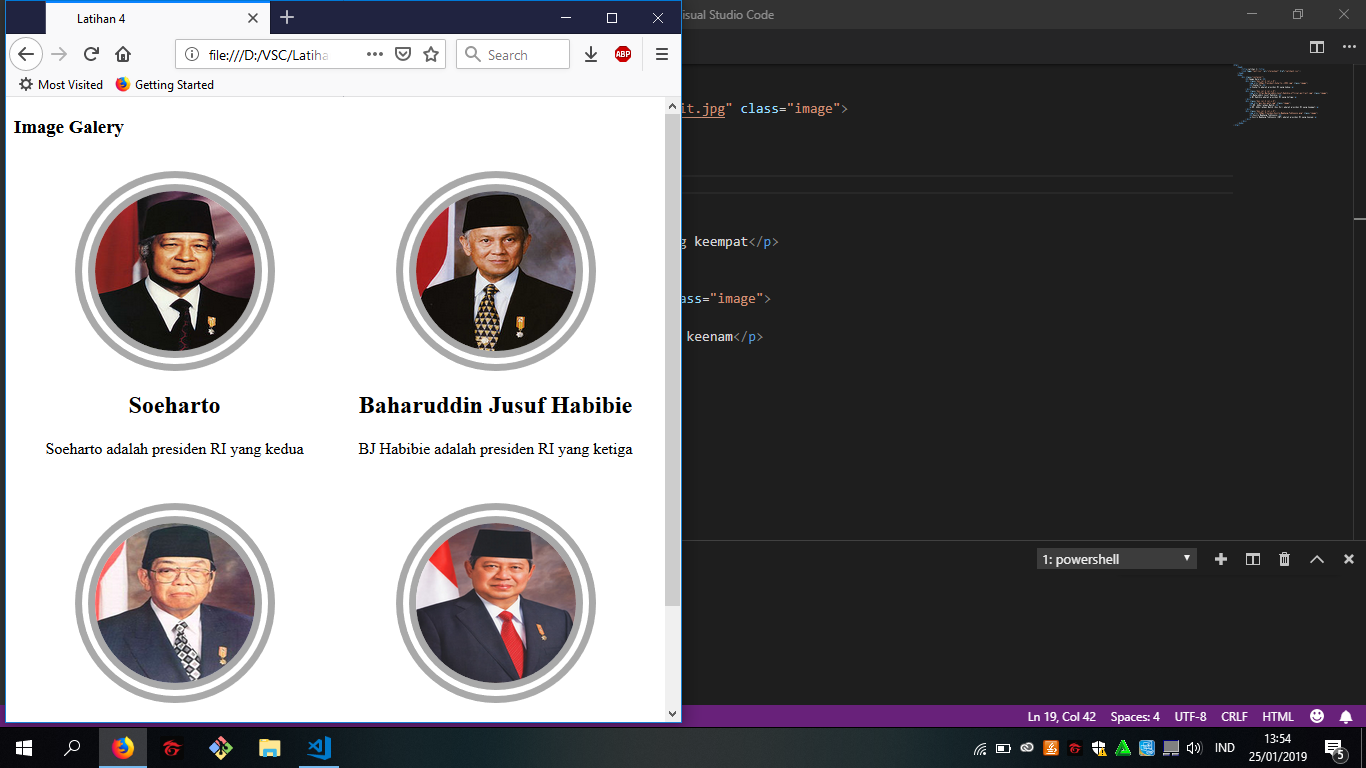 Latihan 4
isual Studio Code
file:///D:/VSC/Latiha
Search
ABP
Most Visited
Getting Started
Image Galery
it.jpg" class="image">
Soeharto
Baharuddin Jusuf Habibie
Soeharto adalah presiden RI yang kedua
BJ Habibie adalah presiden RI yang ketiga
g keempat</p>
ass="image">
keenam</p>
1: powershell
Ln 19, Col 42
Spaces: 4
UTF-8
CRLF
HTML
IND
13:54
25/01/2019
5